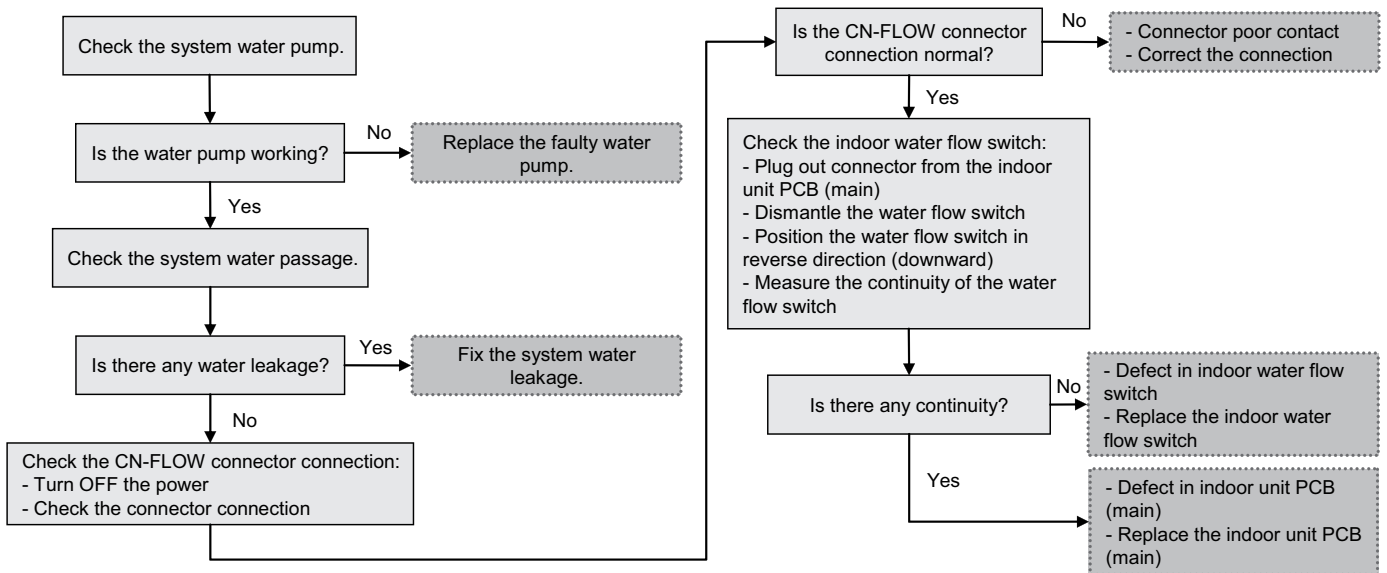 Check the system water pump.
Is the water pump working?
No
Replace the faulty water
pump.
Yes
Check the system water passage.
Is there any water leakage?
Yes
Fix the system water
leakage.
No
Check the CN-FLOW connector connection:
- Turn OFF the power
- Check the connector connection
Is the CN-FLOW connector
connection normal?
No
- Connector poor contact
- Correct the connection
Yes
Check the indoor water flow switch:
- Plug out connector from the indoor
unit PCB (main)
- Dismantle the water flow switch
- Position the water flow switch in
reverse direction (downward)
- Measure the continuity of the water
flow switch
Is there any continuity?
No
- Defect in indoor water flow
switch
- Replace the indoor water
flow switch
Yes
- Defect in indoor unit PCB
(main)
- Replace the indoor unit PCB
(main)